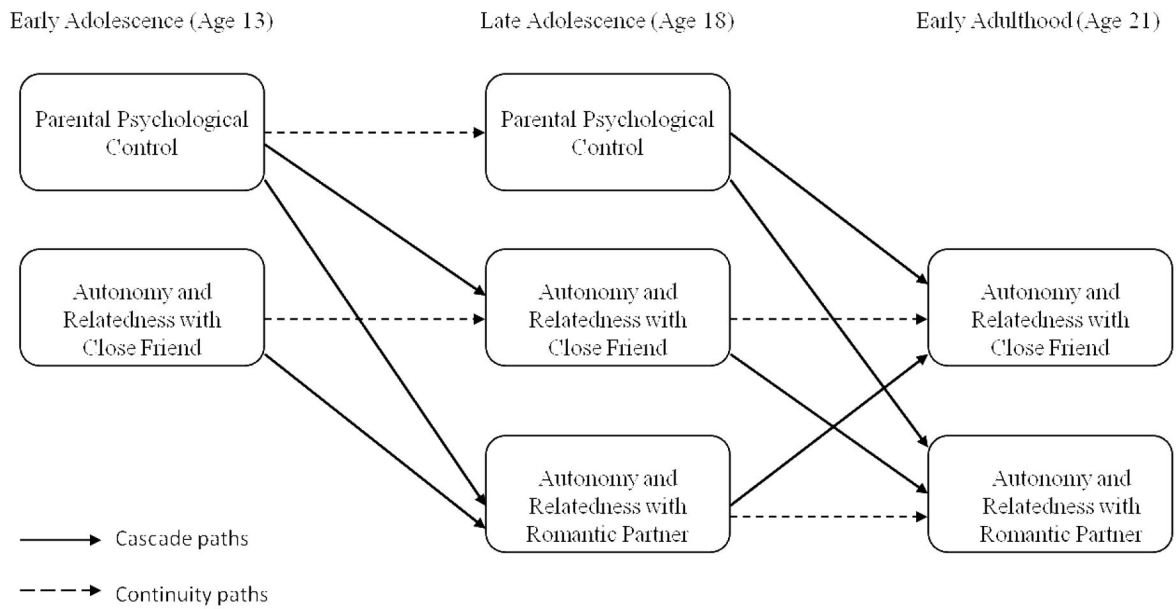 Early Adolescence (Age 13)
Late Adolescence (Age 18)
Early Adulthood (Age 21)
Parental Psychological
Control
Parental Psychological
Control
Autonomy and
Relatedness with
Close Friend
Autonomy and
Relatedness with
Close Friend
Autonomy and
Relatedness with
Close Friend
Autonomy and
Relatedness with
Romantic Partner
Autonomy and
Relatedness with
Romantic Partner
Cascade paths
Continuity paths